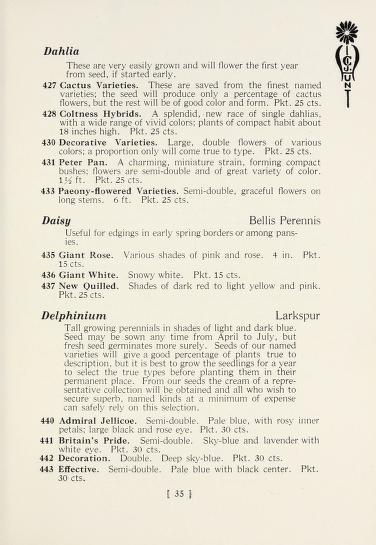 Dahlia
These are very easily grown and will flower the first year
from seed, if started early.
427 Cactus Varieties. These are saved from the finest named
varieties; the seed will produce only a percentage of cactus
flowers, but the rest will be of good color and form. Pkt. 25 cts.
428 Coltness Hybrids. A splendid, new race of single dahlias,
with a wide range of vivid colors; plants of compact habit about
18 inches high. Pkt. 25 cts.
430 Decorative Varieties. Large, double flowers of various
colors; a proportion only will come true to type. Pkt. 25 cts.
431 Peter Pan. A charming, miniature strain, forming compact
bushes; flowers are semi-double and of great variety of color.
1½ ft. Pkt. 25 cts.
433 Paeony-flowered Varieties. Semi-double, graceful flowers on
long stems. 6 ft. Pkt. 25 cts.
Daisy Bellis Perennis
Useful for edgings in early spring borders or among pans-
ies.
435 Giant Rose. Various shades of pink and rose. 4 in. Pkt.
15 cts.
436 Giant White. Snowy white. Pkt. 15 cts.
437 New Quilled. Shades of dark red to light yellow and pink.
Pkt. 25 cts.
Delphinium Larkspur
Tall growing perennials in shades of light and dark blue.
Seed may be sown any time from April to July, but
fresh seed germinates more surely. Seeds of our named
varieties will give a good percentage of plants true to
description, but it is best to grow the seedlings for a year
to select the true types before planting them in their
permanent place. From our seeds the cream of a repre-
sentative collection will be obtained and all who wish to
secure superb, named kinds at a minimum of expense
can safely rely on this selection.
440 Admiral Jellicoe. Semi-double. Pale blue, with rosy inner
petals; large black and rose eye. Pkt. 30 cts.
441 Britain's Pride. Semi-double. Sky-blue and lavender with
white eye. Pkt. 30 cts.
442 Decoration. Double. Deep sky-blue. Pkt. 30 cts.
443 Effective. Semi-double. Pale blue with black center. Pkt.
30 cts.
[ 35 ]